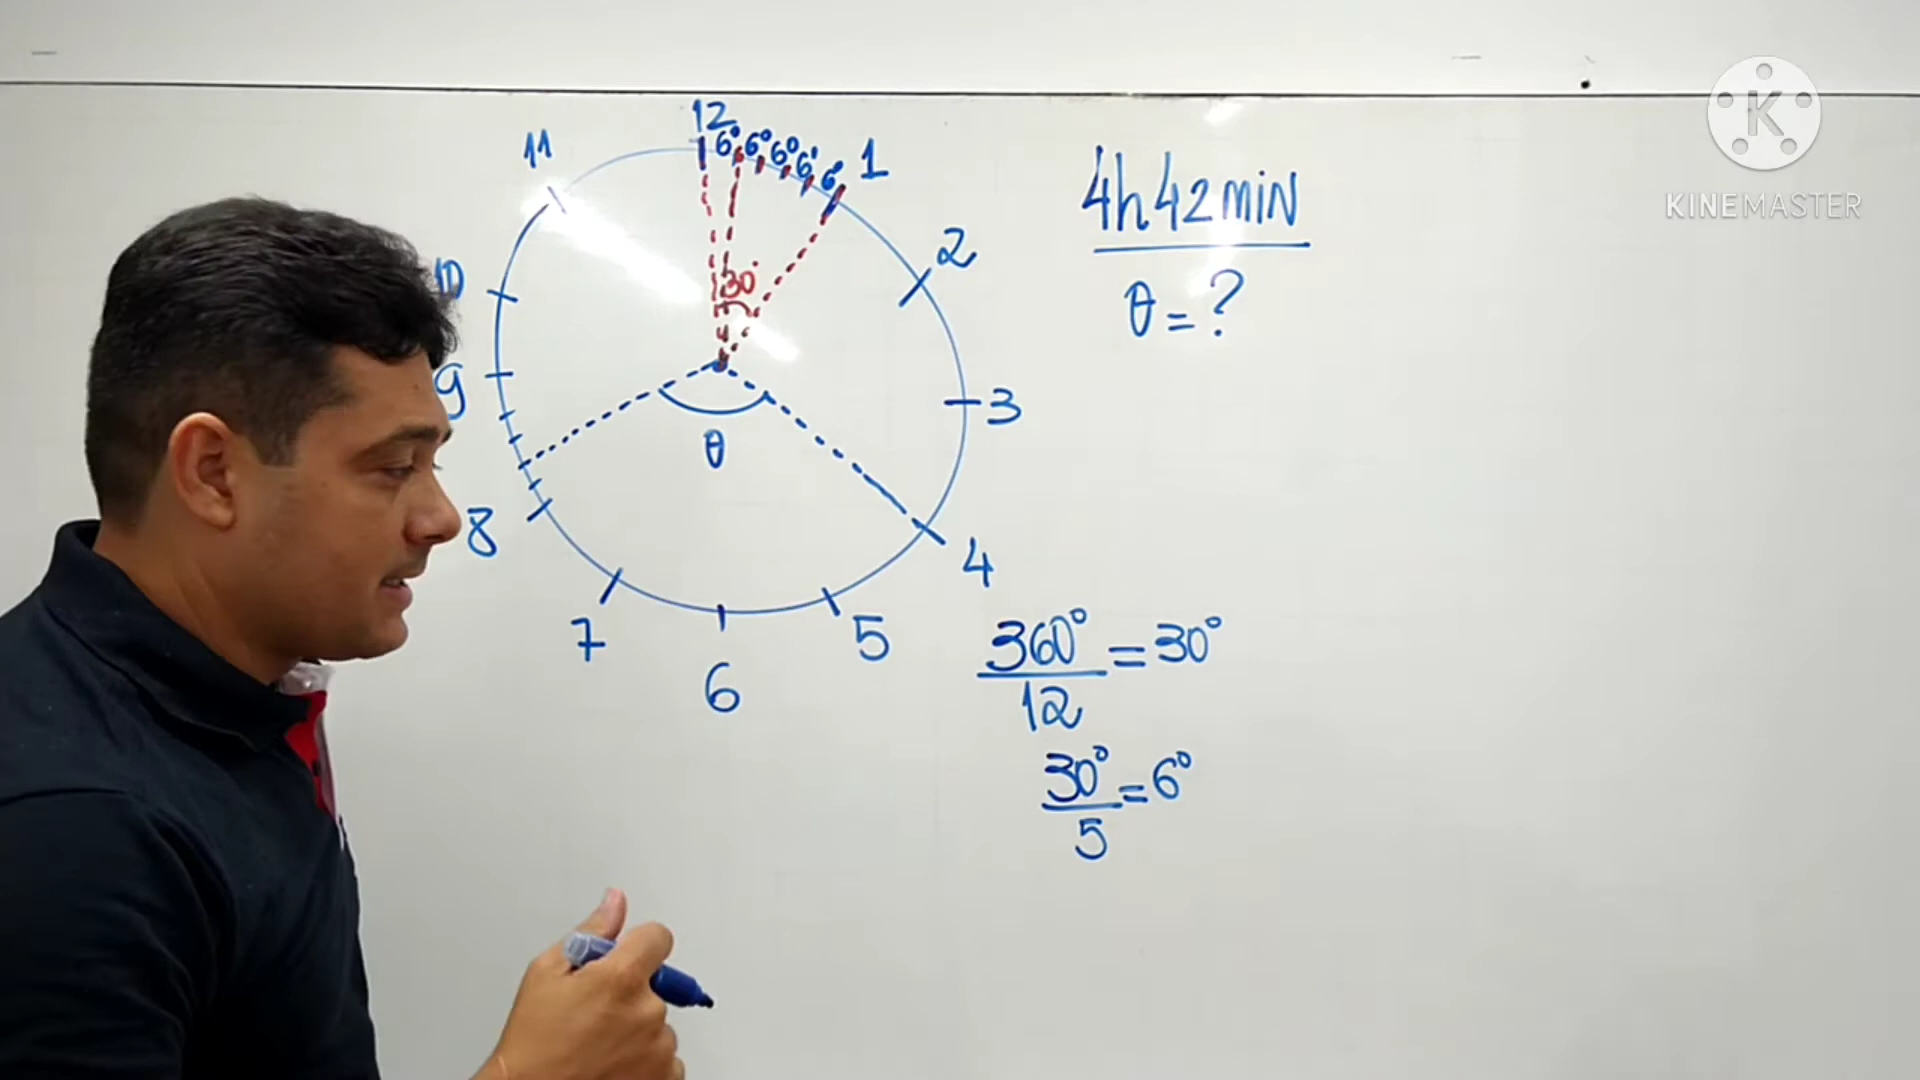 12
11
6° 6° 6° 6° 6°
1
10
2
30°
9
3
θ
8
4
7
5
6
4h42min
θ = ?
360°/12 = 30°
30°/5 = 6°
K
KINEMASTER